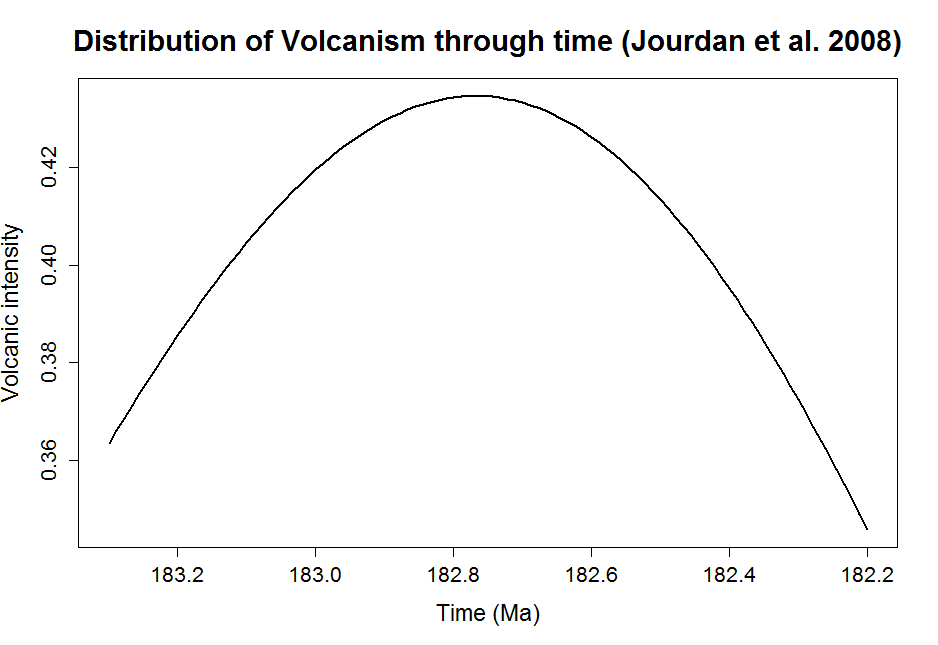 Distribution of Volcanism through time (Jourdan et al. 2008)
Volcanic intensity
0.42
0.40
0.38
0.36
183.2 183.0 182.8 182.6 182.4 182.2
Time (Ma)